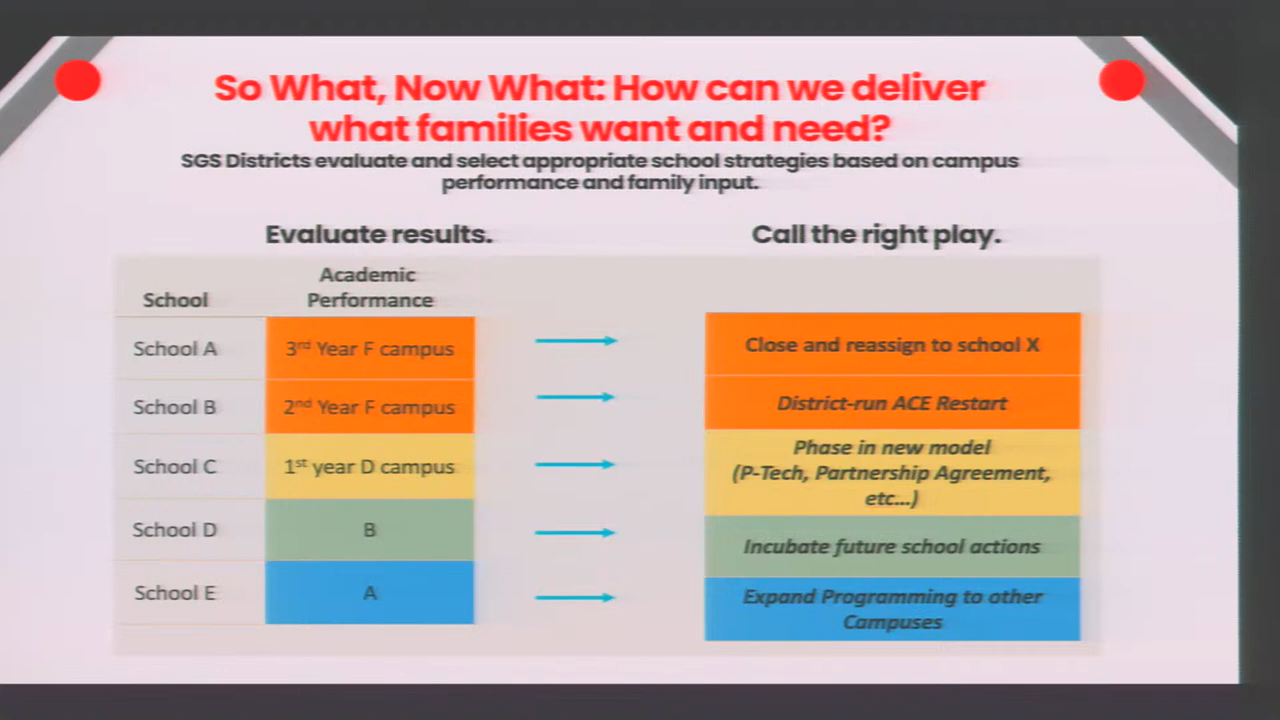 So What, Now What: How can we deliver
what families want and need?
SGS Districts evaluate and select appropriate school strategies based on campus
performance and family input.
Evaluate results.
Call the right play.
School
Academic
Performance
School A
3rd Year F campus
Close and reassign to school X
School B
2nd Year F campus
District-run ACE Restart
School C
1st year D campus
Phase in new model
(P-Tech, Partnership Agreement,
etc...)
School D
B
Incubate future school actions
School E
A
Expand Programming to other
Campuses